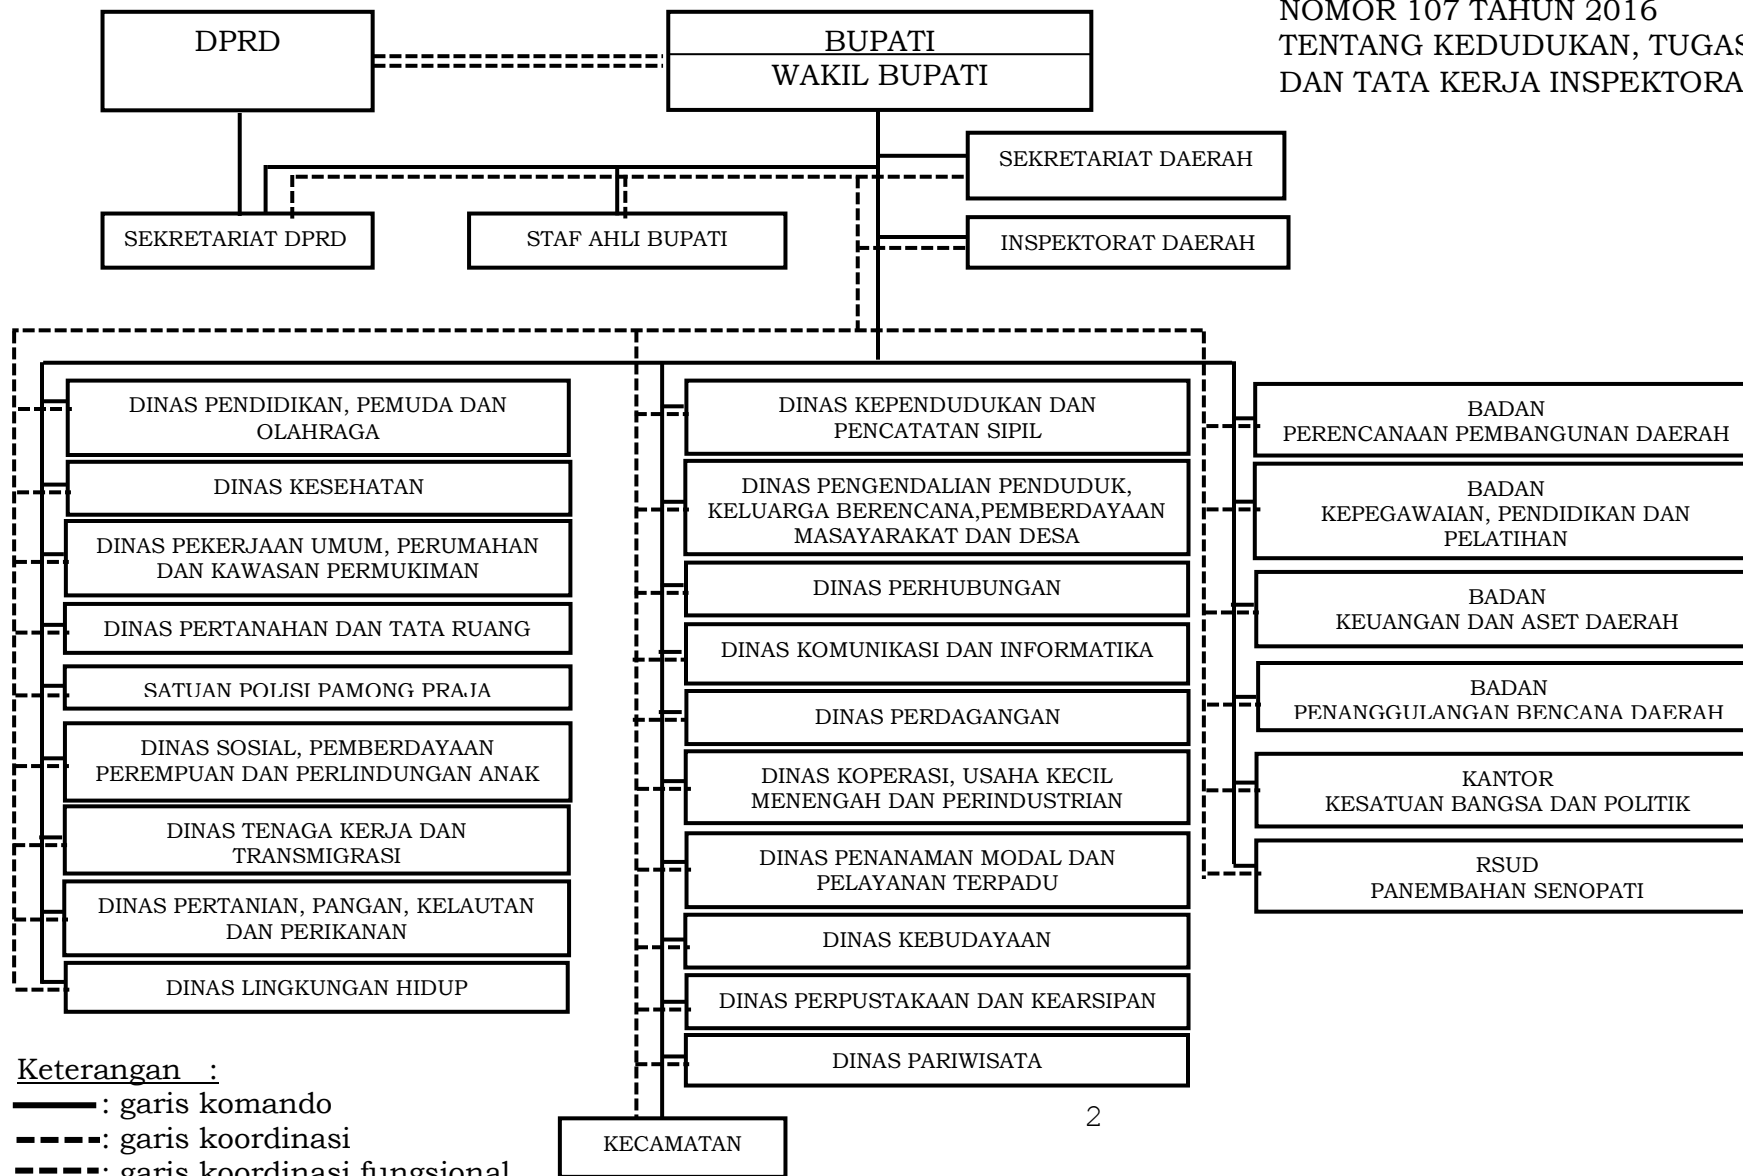 NOMOR 107 TAHUN 2016
TENTANG KEDUDUKAN, TUGAS
DAN TATA KERJA INSPEKTORA
DPRD
BUPATI
WAKIL BUPATI
SEKRETARIAT DAERAH
SEKRETARIAT DPRD
STAF AHLI BUPATI
INSPEKTORAT DAERAH
DINAS PENDIDIKAN, PEMUDA DAN
OLAHRAGA
DINAS KESEHATAN
DINAS PEKERJAAN UMUM, PERUMAHAN
DAN KAWASAN PERMUKIMAN
DINAS PERTANAHAN DAN TATA RUANG
SATUAN POLISI PAMONG PRAJA
DINAS SOSIAL, PEMBERDAYAAN
PEREMPUAN DAN PERLINDUNGAN ANAK
DINAS TENAGA KERJA DAN
TRANSMIGRASI
DINAS PERTANIAN, PANGAN, KELAUTAN
DAN PERIKANAN
DINAS LINGKUNGAN HIDUP
DINAS KEPENDUDUKAN DAN
PENCATATAN SIPIL
DINAS PENGENDALIAN PENDUDUK,
KELUARGA BERENCANA,PEMBERDAYAAN
MASAYARAKAT DAN DESA
DINAS PERHUBUNGAN
DINAS KOMUNIKASI DAN INFORMATIKA
DINAS PERDAGANGAN
DINAS KOPERASI, USAHA KECIL
MENENGAH DAN PERINDUSTRIAN
DINAS PENANAMAN MODAL DAN
PELAYANAN TERPADU
DINAS KEBUDAYAAN
DINAS PERPUSTAKAAN DAN KEARSIPAN
DINAS PARIWISATA
KECAMATAN
BADAN
PERENCANAAN PEMBANGUNAN DAERAH
BADAN
KEPEGAWAIAN, PENDIDIKAN DAN
PELATIHAN
BADAN
KEUANGAN DAN ASET DAERAH
BADAN
PENANGGULANGAN BENCANA DAERAH
KANTOR
KESATUAN BANGSA DAN POLITIK
RSUD
PANEMBAHAN SENOPATI
Keterangan :
: garis komando
: garis koordinasi
: garis koordinasi fungsional
2